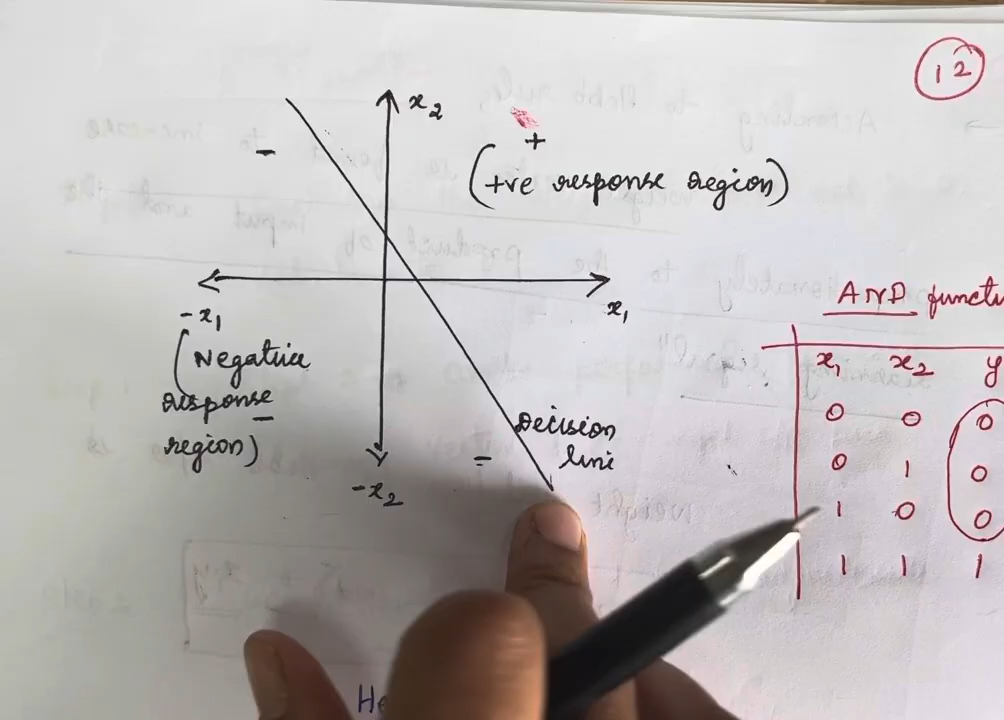 12
x₂
-
+
(+ve response region)
x₁
-x₁
(Negative
response
-
region)
Decision
line
-
-x₂
AND functi
x₁ x₂ y
0 0 0
0 1 0
1 0 0
1 1 1
He